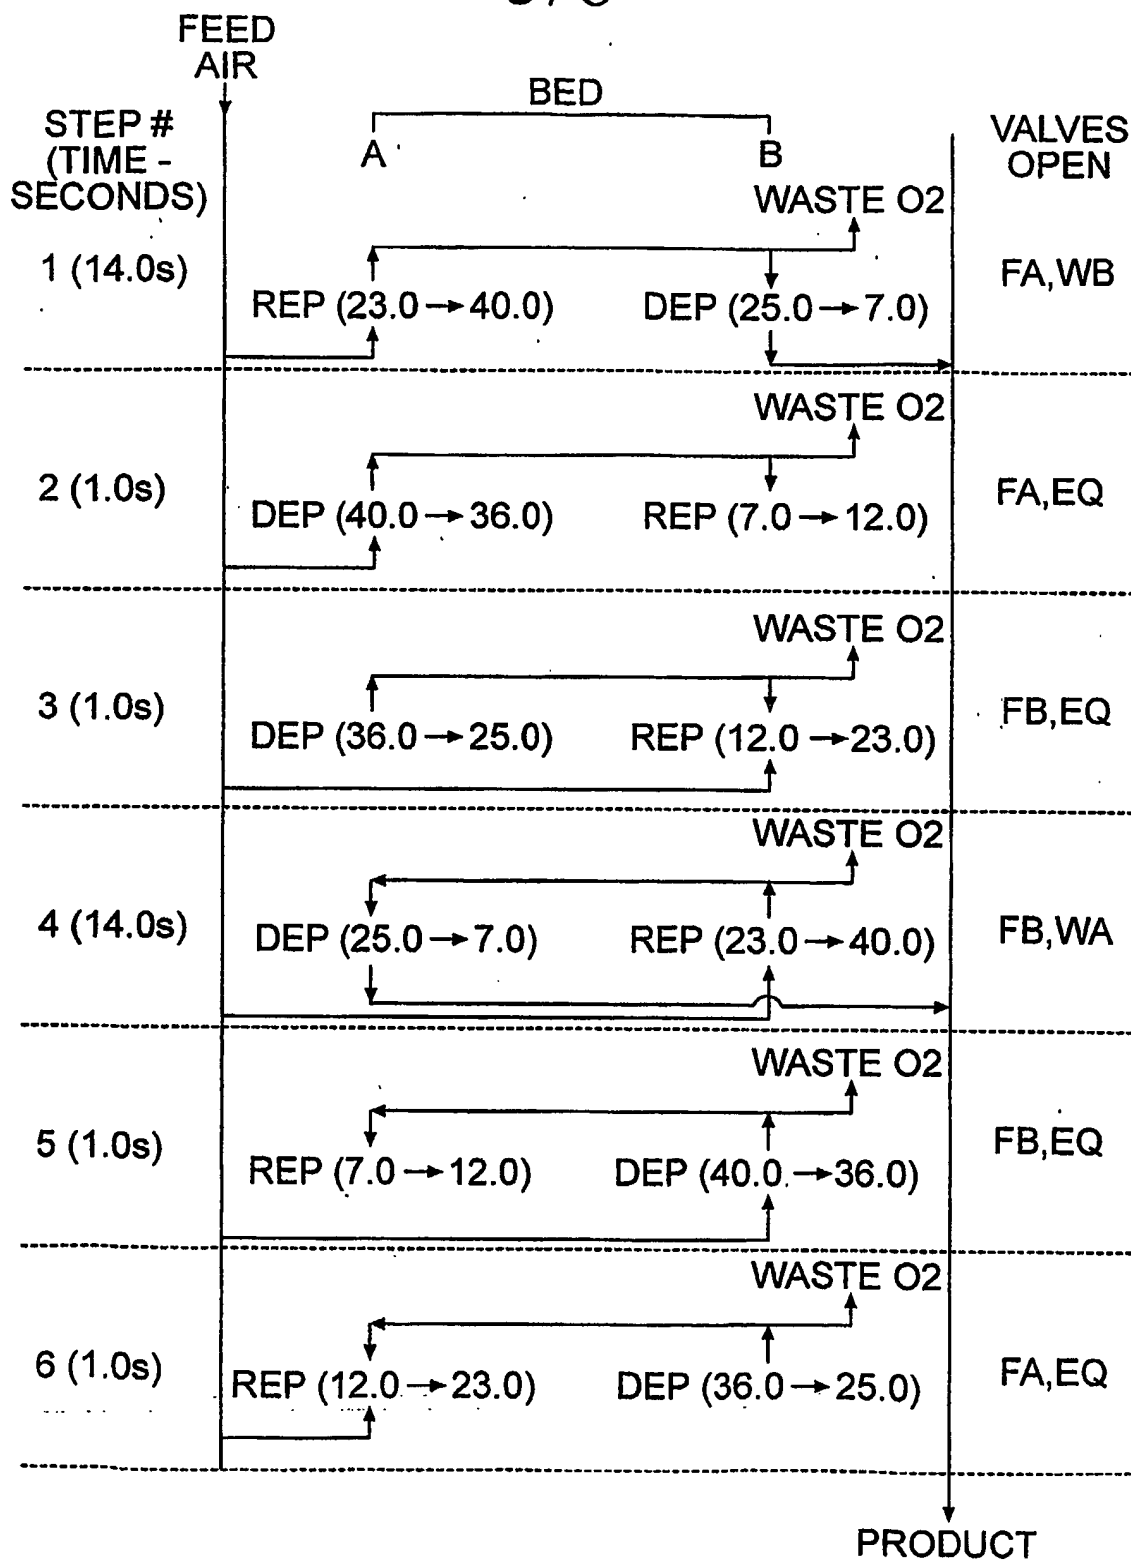 FEED
AIR
BED
STEP #
(TIME -
SECONDS)
A
B
VALVES
OPEN
WASTE O2
1 (14.0s)
REP (23.0 → 40.0)
DEP (25.0 → 7.0)
FA,WB
WASTE O2
2 (1.0s)
DEP (40.0 → 36.0)
REP (7.0 → 12.0)
FA,EQ
WASTE O2
3 (1.0s)
DEP (36.0 → 25.0)
REP (12.0 → 23.0)
FB,EQ
WASTE O2
4 (14.0s)
DEP (25.0 → 7.0)
REP (23.0 → 40.0)
FB,WA
WASTE O2
5 (1.0s)
REP (7.0 → 12.0)
DEP (40.0 → 36.0)
FB,EQ
WASTE O2
6 (1.0s)
REP (12.0 → 23.0)
DEP (36.0 → 25.0)
FA,EQ
PRODUCT